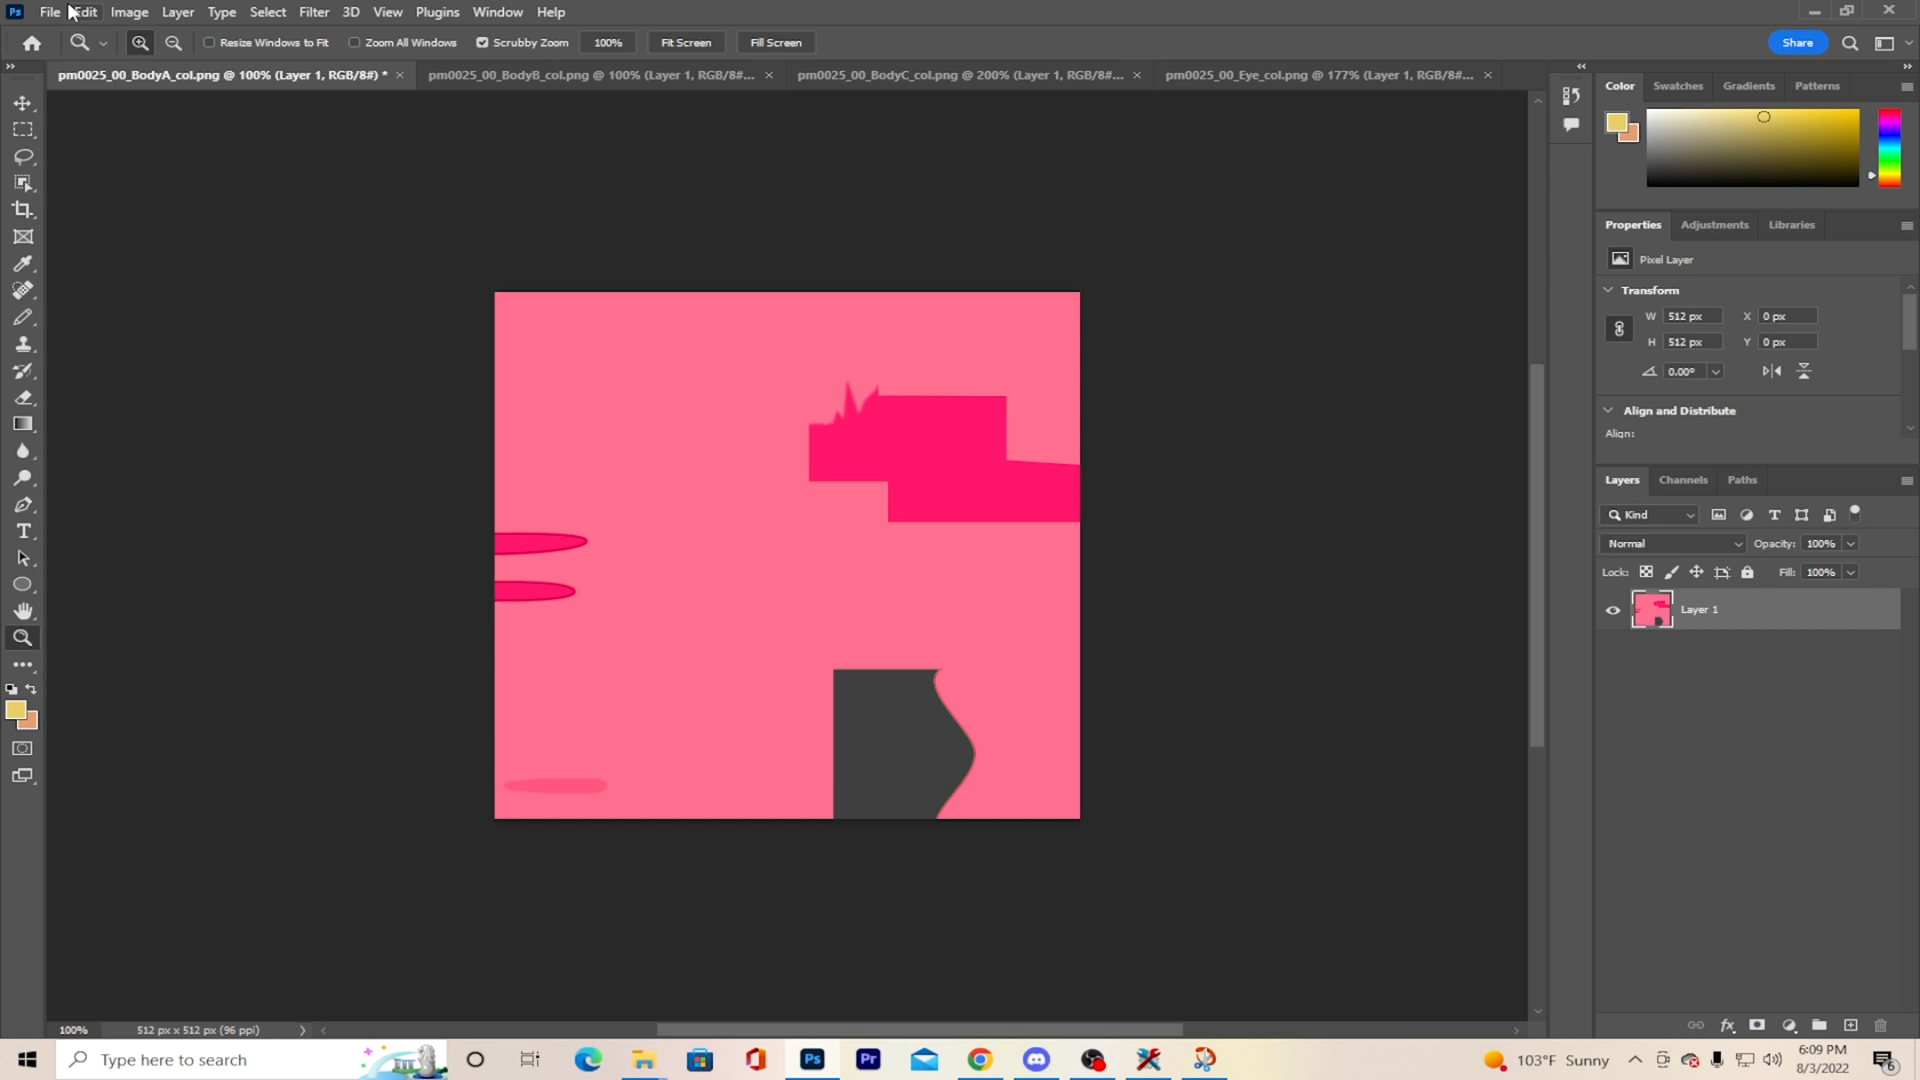 Ps File Edit Image Layer Type Select Filter 3D View Plugins Window Help
Resize Windows to Fit Zoom All Windows Scrubby Zoom 100% Fit Screen Fill Screen Share
pm0025_00_BodyA_col.png @ 100% (Layer 1, RGB/8#) * × pm0025_00_BodyB_col.png @ 100% (Layer 1, RGB/8#... × pm0025_00_BodyC_col.png @ 200% (Layer 1, RGB/8#... × pm0025_00_Eye_col.png @ 177% (Layer 1, RGB/8#... ×
Color Swatches Gradients Patterns
Properties Adjustments Libraries
Pixel Layer
Transform
W 512 px X 0 px
H 512 px Y 0 px
0.00°
Align and Distribute
Align:
Layers Channels Paths
Kind
Normal Opacity: 100%
Lock: Fill: 100%
Layer 1
100% 512 px x 512 px (96 ppi)
Type here to search
Ps Pr
103°F Sunny
6:09 PM
8/3/2022
6